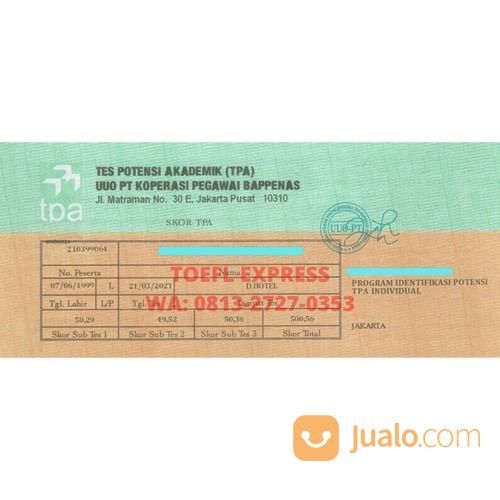 tpa
TES POTENSI AKADEMIK (TPA)
UUO PT KOPERASI PEGAWAI BAPPENAS
Jl. Matraman No. 30 E, Jakarta Pusat 10310
SKOR TPA
UUO-PT
210399064
No. Peserta Nama
TOEFL EXPRESS
07/06/1999 L 21/03/2021 D HOTEL
WA: 0813-2727-0353
Tgl. Lahir L/P Tgl. Tempat Tes
50,29 49,52 50,36 500,56
Skor Sub Tes 1 Skor Sub Tes 2 Skor Sub Tes 3 Skor Total
PROGRAM IDENTIFIKASI POTENSI
TPA INDIVIDUAL
JAKARTA
Jualo.com